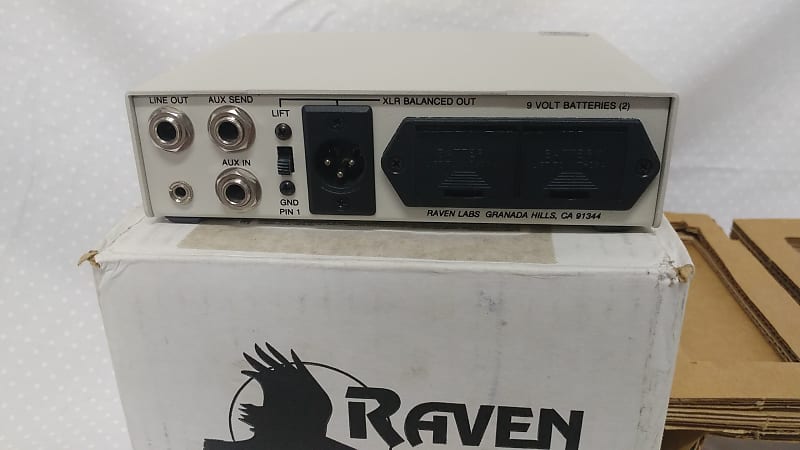 LINE OUT AUX SEND XLR BALANCED OUT 9 VOLT BATTERIES (2)
LIFT
AUX IN
GND
PIN 1
RAVEN LABS GRANADA HILLS, CA 91344
RAVEN